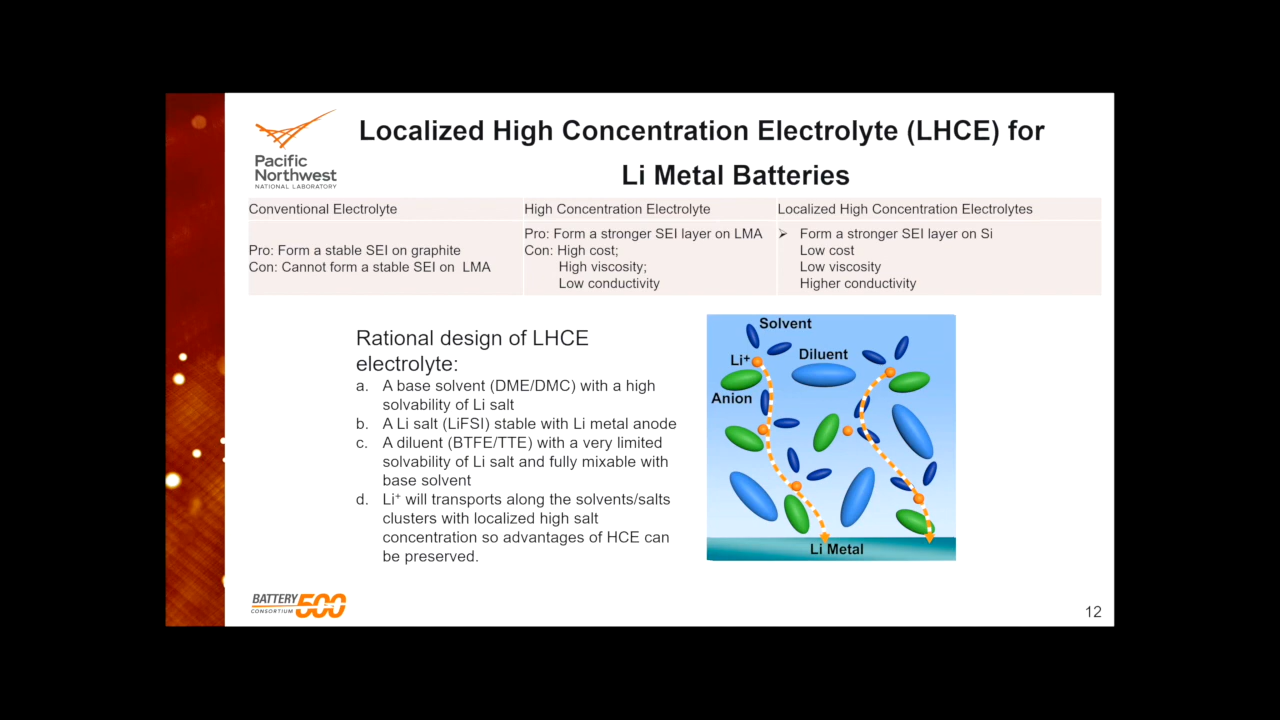 Pacific
Northwest
NATIONAL LABORATORY
Localized High Concentration Electrolyte (LHCE) for
Li Metal Batteries
Conventional Electrolyte
High Concentration Electrolyte
Localized High Concentration Electrolytes
Pro: Form a stable SEI on graphite
Con: Cannot form a stable SEI on LMA
Pro: Form a stronger SEI layer on LMA
Con: High cost;
High viscosity;
Low conductivity
➢ Form a stronger SEI layer on Si
Low cost
Low viscosity
Higher conductivity
Rational design of LHCE
electrolyte:
a. A base solvent (DME/DMC) with a high
solvability of Li salt
b. A Li salt (LiFSI) stable with Li metal anode
c. A diluent (BTFE/TTE) with a very limited
solvability of Li salt and fully mixable with
base solvent
d. Li⁺ will transports along the solvents/salts
clusters with localized high salt
concentration so advantages of HCE can
be preserved.
Solvent
Li⁺
Diluent
Anion
Li Metal
BATTERY
CONSORTIUM 500
12